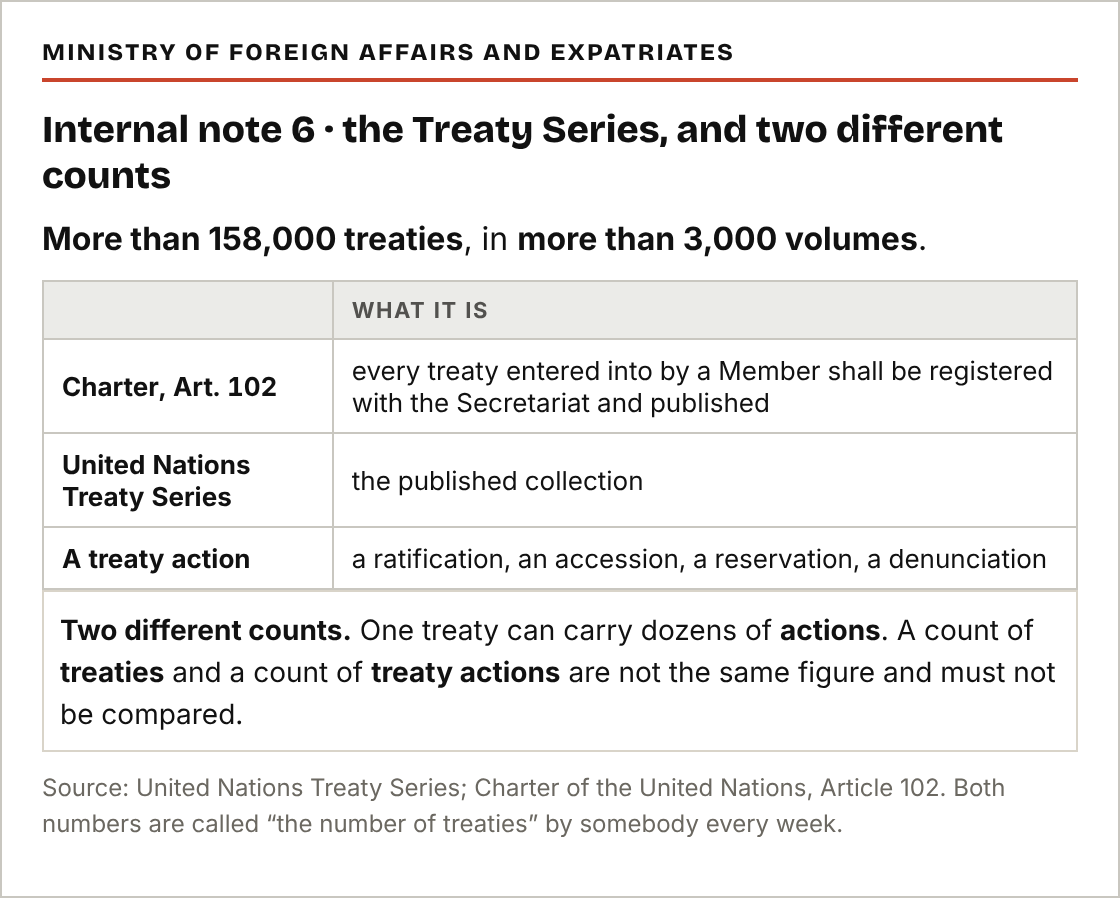 MINISTRY OF FOREIGN AFFAIRS AND EXPATRIATES
Internal note 6 · the Treaty Series, and two different
counts
More than 158,000 treaties, in more than 3,000 volumes.
WHAT IT IS
Charter, Art. 102
every treaty entered into by a Member shall be registered
with the Secretariat and published
United Nations
Treaty Series
the published collection
A treaty action
a ratification, an accession, a reservation, a denunciation
Two different counts. One treaty can carry dozens of actions. A count of
treaties and a count of treaty actions are not the same figure and must not
be compared.
Source: United Nations Treaty Series; Charter of the United Nations, Article 102. Both
numbers are called “the number of treaties” by somebody every week.